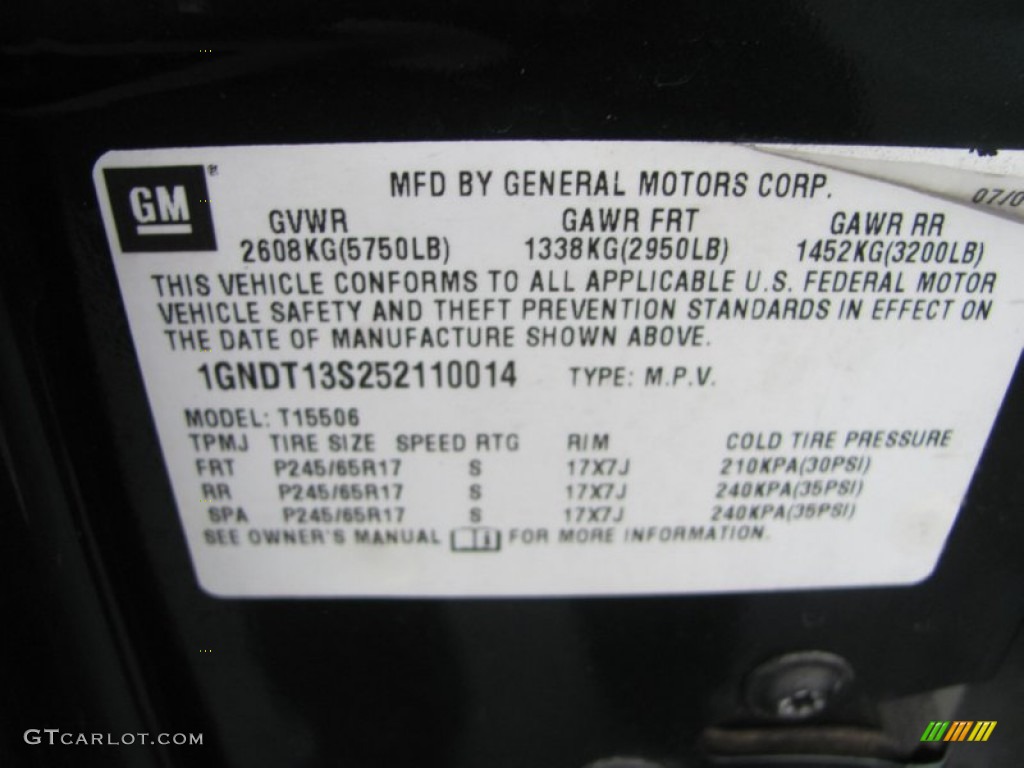 GM
MFD BY GENERAL MOTORS CORP.
07/0
GVWR GAWR FRT GAWR RR
2608KG(5750LB) 1338KG(2950LB) 1452KG(3200LB)
THIS VEHICLE CONFORMS TO ALL APPLICABLE U.S. FEDERAL MOTOR
VEHICLE SAFETY AND THEFT PREVENTION STANDARDS IN EFFECT ON
THE DATE OF MANUFACTURE SHOWN ABOVE.
1GNDT13S252110014 TYPE: M.P.V.
MODEL: T15506
TPMJ TIRE SIZE SPEED RTG RIM COLD TIRE PRESSURE
FRT P245/65R17 S 17X7J 210KPA(30PSI)
RR P245/65R17 S 17X7J 240KPA(35PSI)
SPA P245/65R17 S 17X7J 240KPA(35PSI)
SEE OWNER'S MANUAL FOR MORE INFORMATION.
GTCARLOT.COM